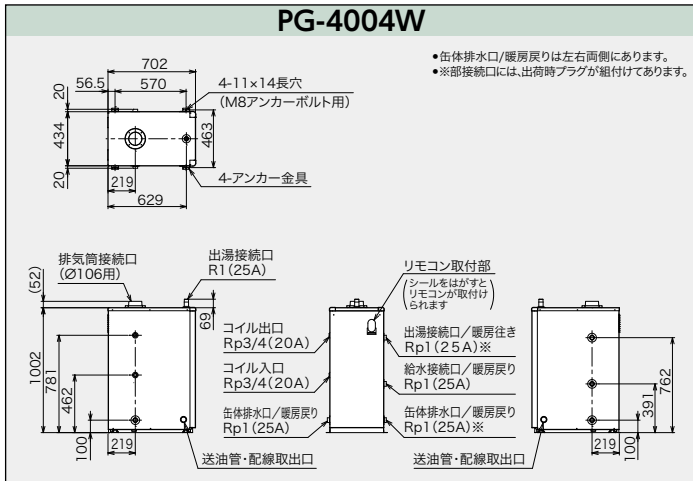 PG-4004W
●缶体排水口/暖房戻りは左右両側にあります。
●※部接続口には、出荷時プラグが組付けてあります。
702
56.5
570
4-11×14長穴
(M8アンカーボルト用)
20
434
20
463
219
4-アンカー金具
629
排気筒接続口
(Ø106用)
出湯接続口
R1(25A)
リモコン取付部
(シールをはがすと
リモコンが取付け
られます)
(52)
69
コイル出口
Rp3/4(20A)
出湯接続口/暖房往き
Rp1(25A)※
コイル入口
Rp3/4(20A)
給水接続口/暖房戻り
Rp1(25A)
缶体排水口/暖房戻り
Rp1(25A)
缶体排水口/暖房戻り
Rp1(25A)※
1002
781
462
100
219
762
391
100
219
送油管・配線取出口
送油管・配線取出口